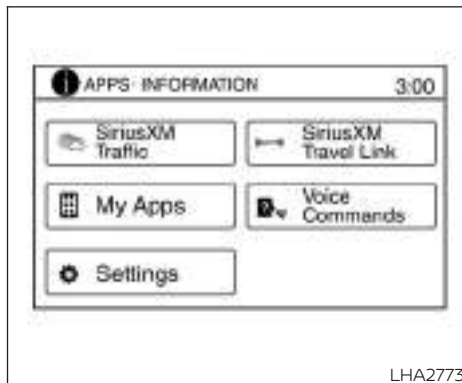 APPS· INFORMATION 3:00
SiriusXM
Traffic
SiriusXM
Travel Link
My Apps
Voice
Commands
Settings
LHA2773